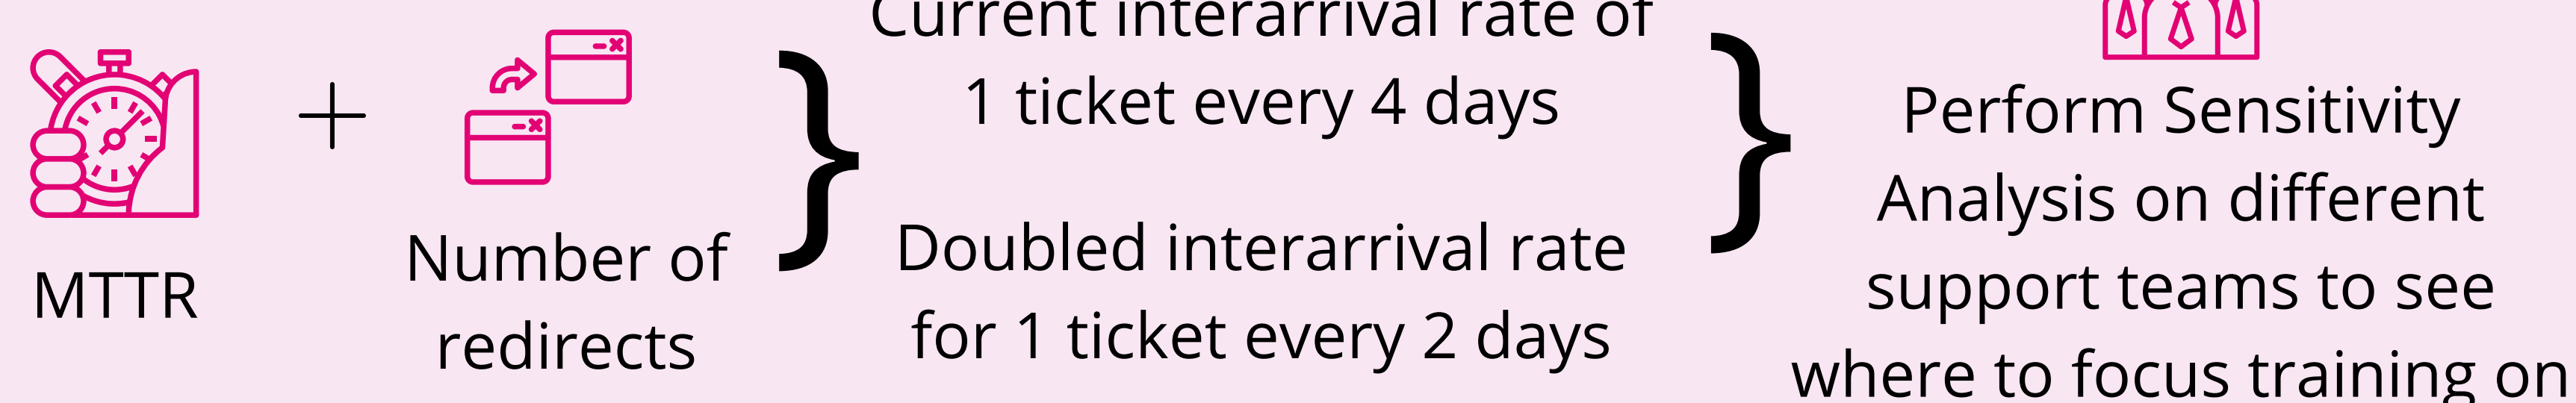 MTTR
+
Number of
redirects
}
Current interarrival rate of
1 ticket every 4 days
Doubled interarrival rate
for 1 ticket every 2 days
}
Perform Sensitivity
Analysis on different
support teams to see
where to focus training on